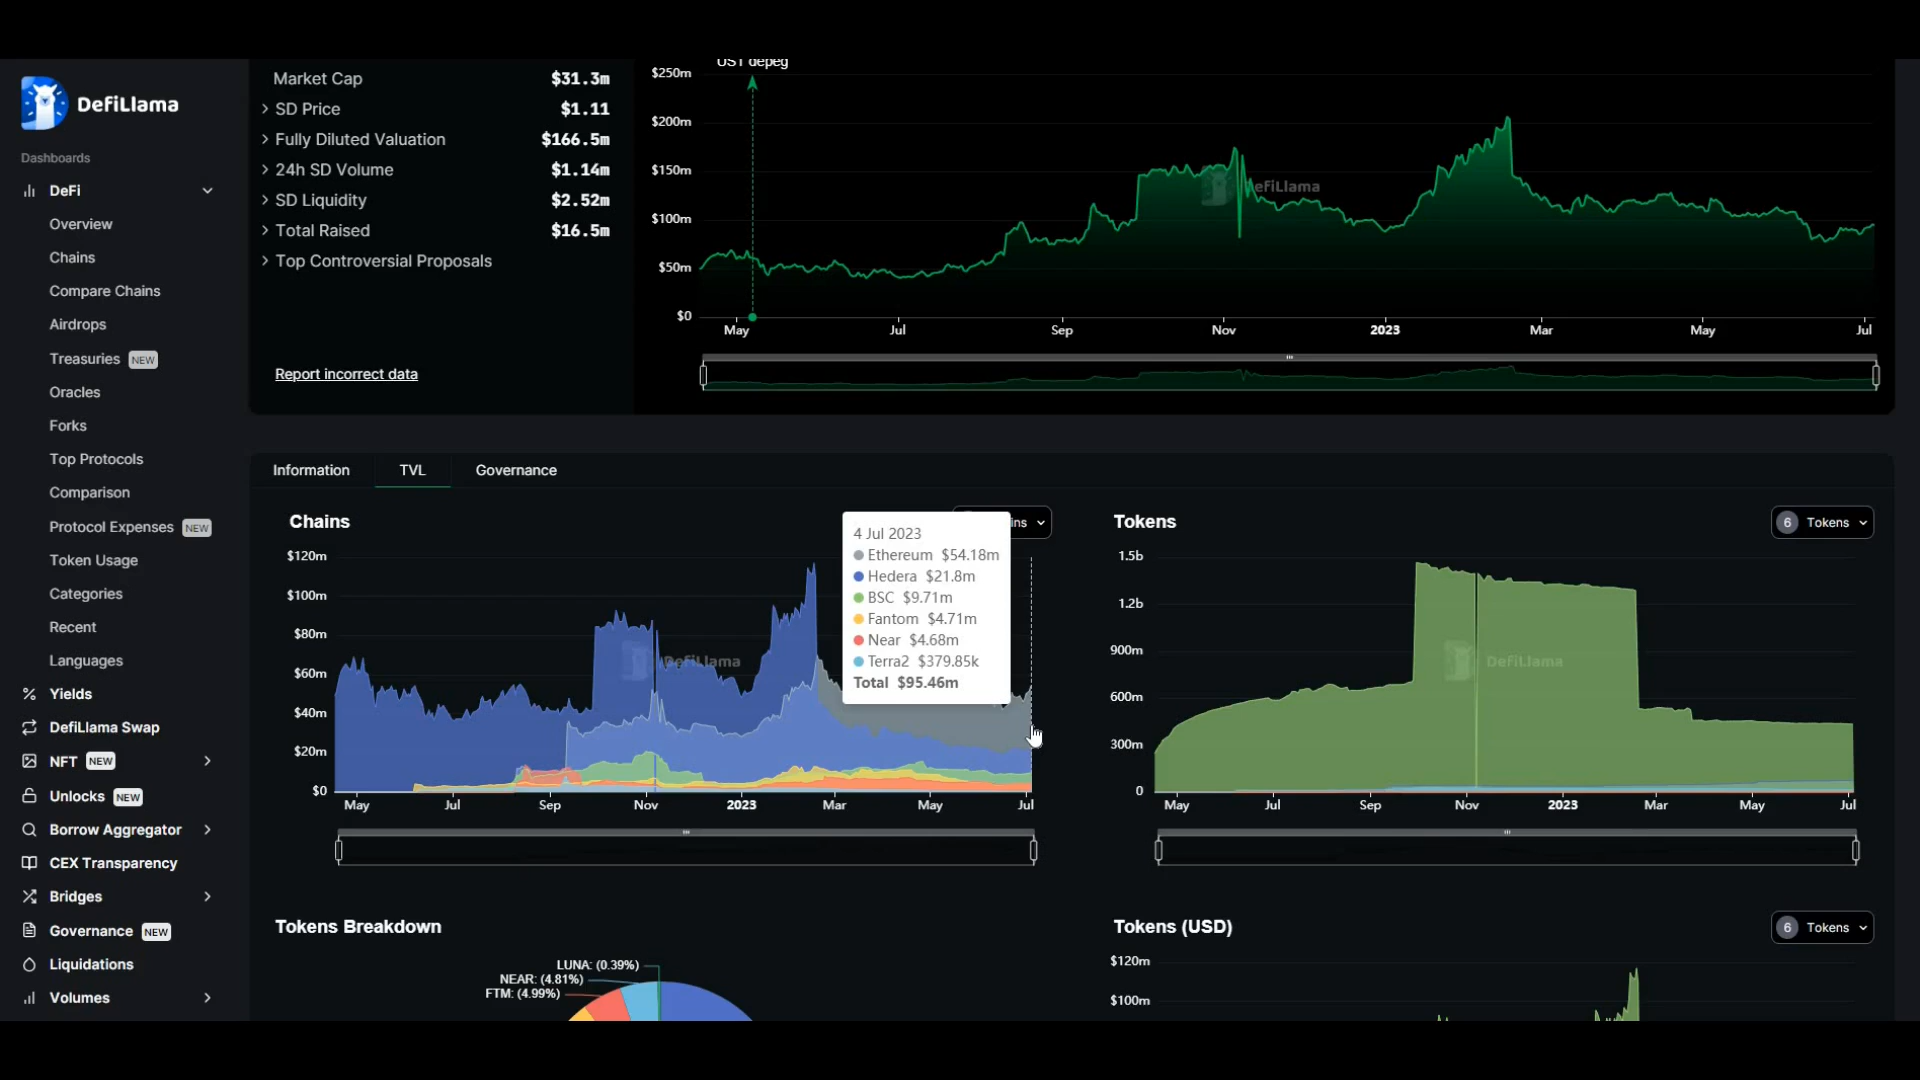 DefiLlama
Dashboards
DeFi
Overview
Chains
Compare Chains
Airdrops
Treasuries NEW
Oracles
Forks
Top Protocols
Comparison
Protocol Expenses NEW
Token Usage
Categories
Recent
Languages
Yields
DefiLlama Swap
NFT NEW
Unlocks NEW
Borrow Aggregator
CEX Transparency
Bridges
Governance NEW
Liquidations
Volumes
Market Cap $31.3m
SD Price $1.11
Fully Diluted Valuation $166.5m
24h SD Volume $1.14m
SD Liquidity $2.52m
Total Raised $16.5m
Top Controversial Proposals
Report incorrect data
UST depeg
$250m
$200m
$150m
$100m
$50m
$0
efiLlama
May Jul Sep Nov 2023 Mar May Jul
Information TVL Governance
Chains
ins
$120m
$100m
$80m
$60m
$40m
$20m
$0
DefiLlama
May Jul Sep Nov 2023 Mar May Jul
4 Jul 2023
Ethereum $54.18m
Hedera $21.8m
BSC $9.71m
Fantom $4.71m
Near $4.68m
Terra2 $379.85k
Total $95.46m
Tokens
6 Tokens
1.5b
1.2b
900m
600m
300m
0
DefiLlama
May Jul Sep Nov 2023 Mar May Jul
Tokens Breakdown
LUNA: (0.39%)
NEAR: (4.81%)
FTM: (4.99%)
Tokens (USD)
6 Tokens
$120m
$100m